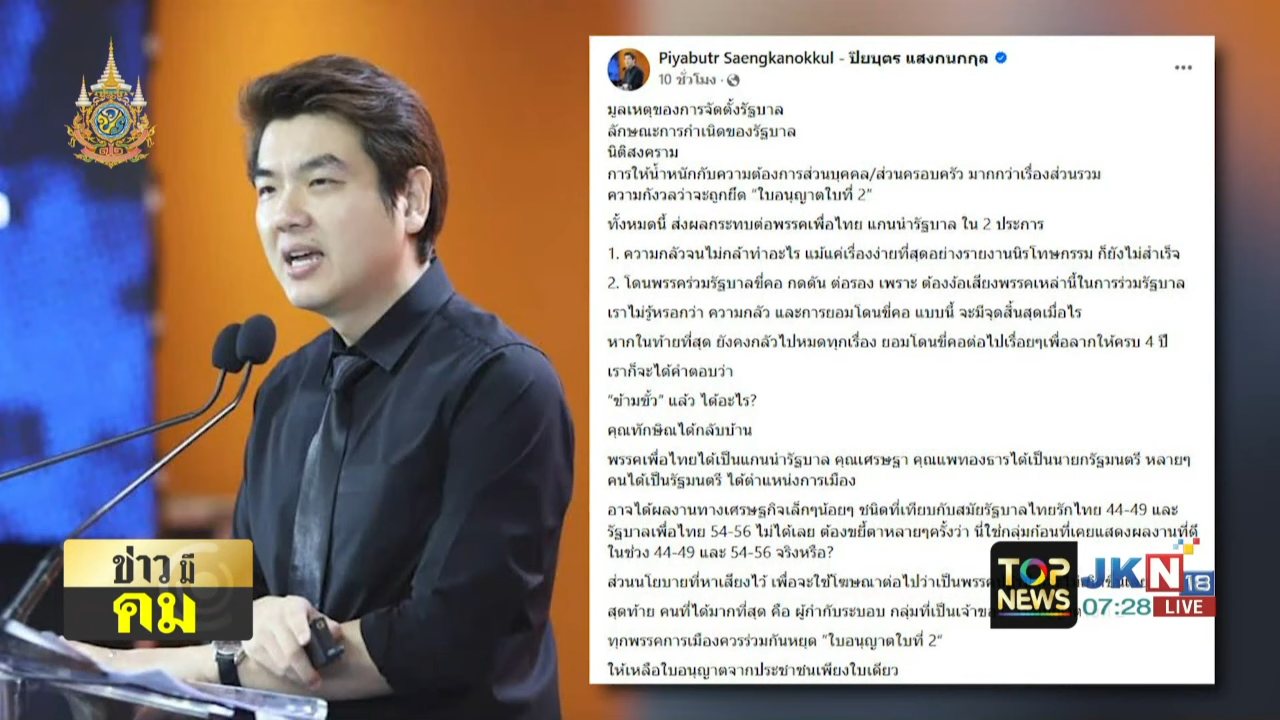 Piyabutr Saengkanokkul - ปิยบุตร แสงกนกกุล
10 ชั่วโมง ·
มูลเหตุของการจัดตั้งรัฐบาล
ลักษณะการกำเนิดของรัฐบาล
นิติสงคราม
การให้น้ำหนักกับความต้องการส่วนบุคคล/ส่วนครอบครัว มากกว่าเรื่องส่วนรวม
ความกังวลว่าจะถูกยึด “ใบอนุญาตใบที่ 2”
ทั้งหมดนี้ ส่งผลกระทบต่อพรรคเพื่อไทย แกนนำรัฐบาล ใน 2 ประการ
1. ความกลัวจนไม่กล้าทำอะไร แม้แค่เรื่องง่ายที่สุดอย่างรายงานนิรโทษกรรม ก็ยังไม่สำเร็จ
2. โดนพรรคร่วมรัฐบาลขี่คอ กดดัน ต่อรอง เพราะ ต้องง้อเสียงพรรคเหล่านี้ในการร่วมรัฐบาล
เราไม่รู้หรอกว่า ความกลัว และการยอมโดนขี่คอ แบบนี้ จะมีจุดสิ้นสุดเมื่อไร
หากในท้ายที่สุด ยังคงกลัวไปหมดทุกเรื่อง ยอมโดนขี่คอต่อไปเรื่อยๆเพื่อลากให้ครบ 4 ปี
เราก็จะได้คำตอบว่า
“ข้ามขั้ว” แล้ว ได้อะไร?
คุณทักษิณได้กลับบ้าน
พรรคเพื่อไทยได้เป็นแกนนำรัฐบาล คุณเศรษฐา คุณแพทองธารได้เป็นนายกรัฐมนตรี หลายๆ
คนได้เป็นรัฐมนตรี ได้ตำแหน่งการเมือง
อาจได้ผลงานทางเศรษฐกิจเล็กๆน้อยๆ ชนิดที่เทียบกับสมัยรัฐบาลไทยรักไทย 44-49 และ
รัฐบาลเพื่อไทย 54-56 ไม่ได้เลย ต้องขยี้ตาหลายๆครั้งว่า นี่ใช่กลุ่มก้อนที่เคยแสดงผลงานที่ดี
ในช่วง 44-49 และ 54-56 จริงหรือ?
ส่วนนโยบายที่หาเสียงไว้ เพื่อจะใช้โฆษณาต่อไปว่าเป็น
สุดท้าย คนที่ได้มากที่สุด คือ ผู้กำกับระบอบ กลุ่มที่เป็น
ทุกพรรคการเมืองควรร่วมกันหยุด “ใบอนุญาตใบที่ 2”
ให้เหลือใบอนุญาตจากประชาชนเพียงใบเดียว
ข่าวมี
คม
TOP
NEWS
JKN
18
07:28
LIVE